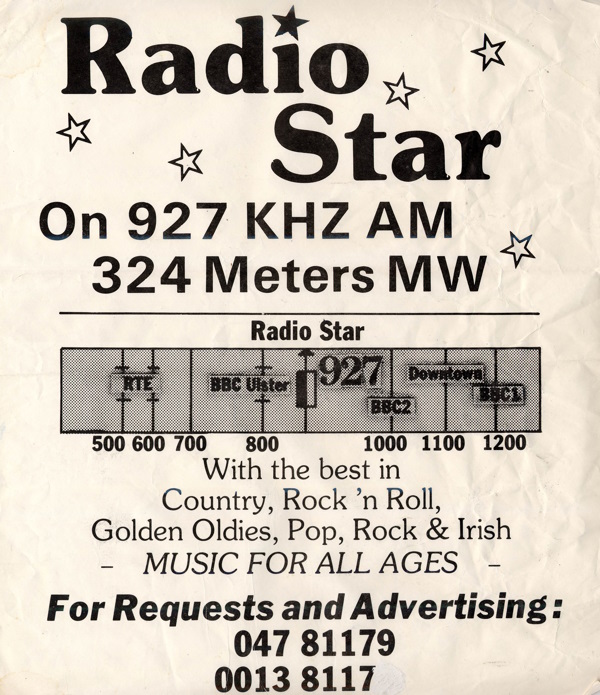 Radio
Star
On 927 KHZ AM
324 Meters MW
Radio Star
RTE BBC Ulster 927 BBC2 Downtown BBC1
500 600 700 800 1000 1100 1200
With the best in
Country, Rock 'n Roll,
Golden Oldies, Pop, Rock & Irish
- MUSIC FOR ALL AGES -
For Requests and Advertising:
047 81179
0013 8117